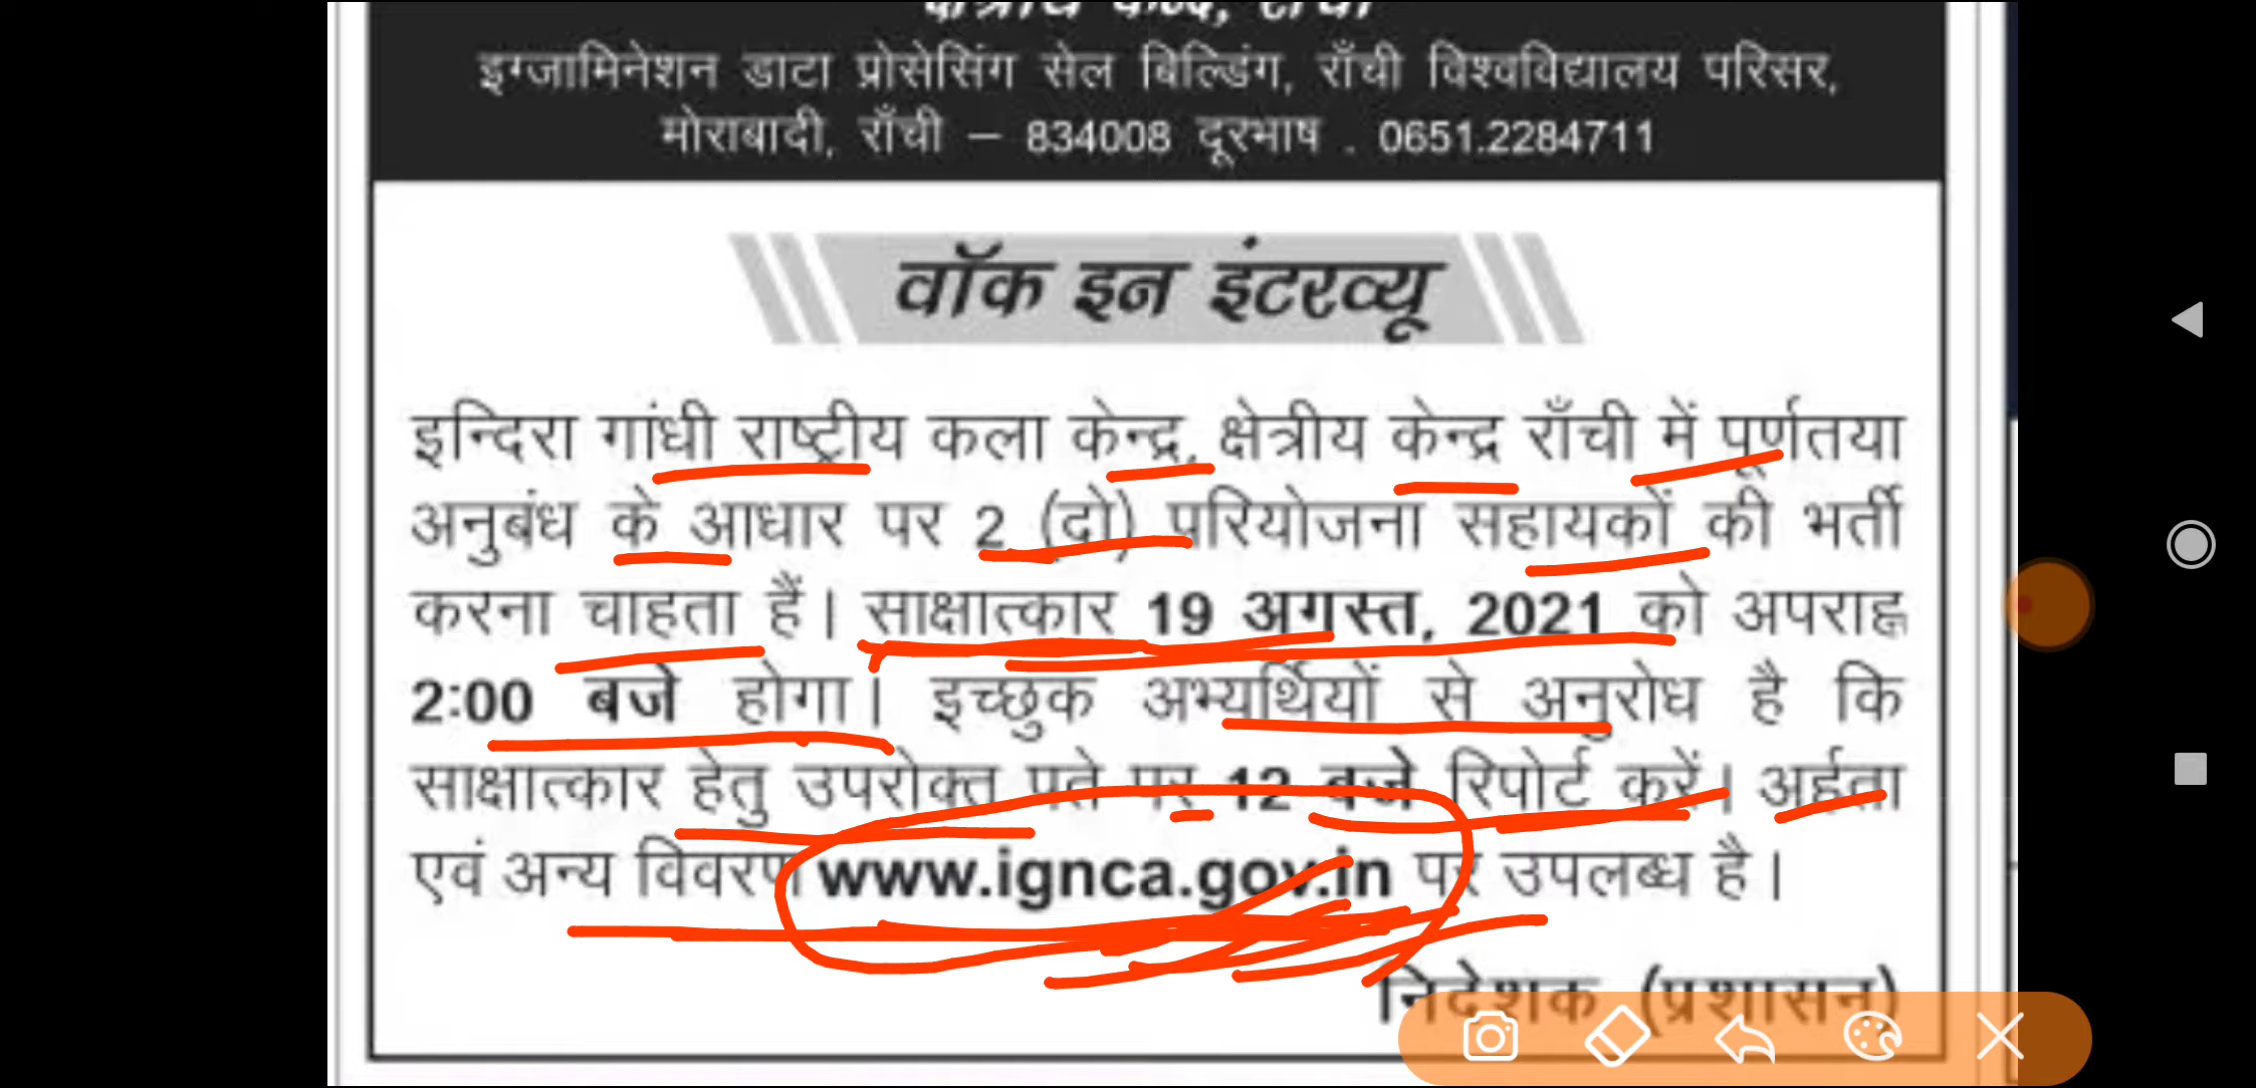 क्षेत्रीय केन्द्र, राँची
इग्जामिनेशन डाटा प्रोसेसिंग सेल बिल्डिंग, राँची विश्वविद्यालय परिसर,
मोराबादी, राँची – 834008 दूरभाष . 0651.2284711
वॉक इन इंटरव्यू
इन्दिरा गांधी राष्ट्रीय कला केन्द्र, क्षेत्रीय केन्द्र राँची में पूर्णतया
अनुबंध के आधार पर 2 (दो) परियोजना सहायकों की भर्ती
करना चाहता हैं। साक्षात्कार 19 अगस्त, 2021 को अपराह्न
2:00 बजे होगा। इच्छुक अभ्यर्थियों से अनुरोध है कि
साक्षात्कार हेतु उपरोक्त पते पर 12 बजे रिपोर्ट करें। अर्हता
एवं अन्य विवरण www.ignca.gov.in पर उपलब्ध है।
निदेशक (प्रशासन)